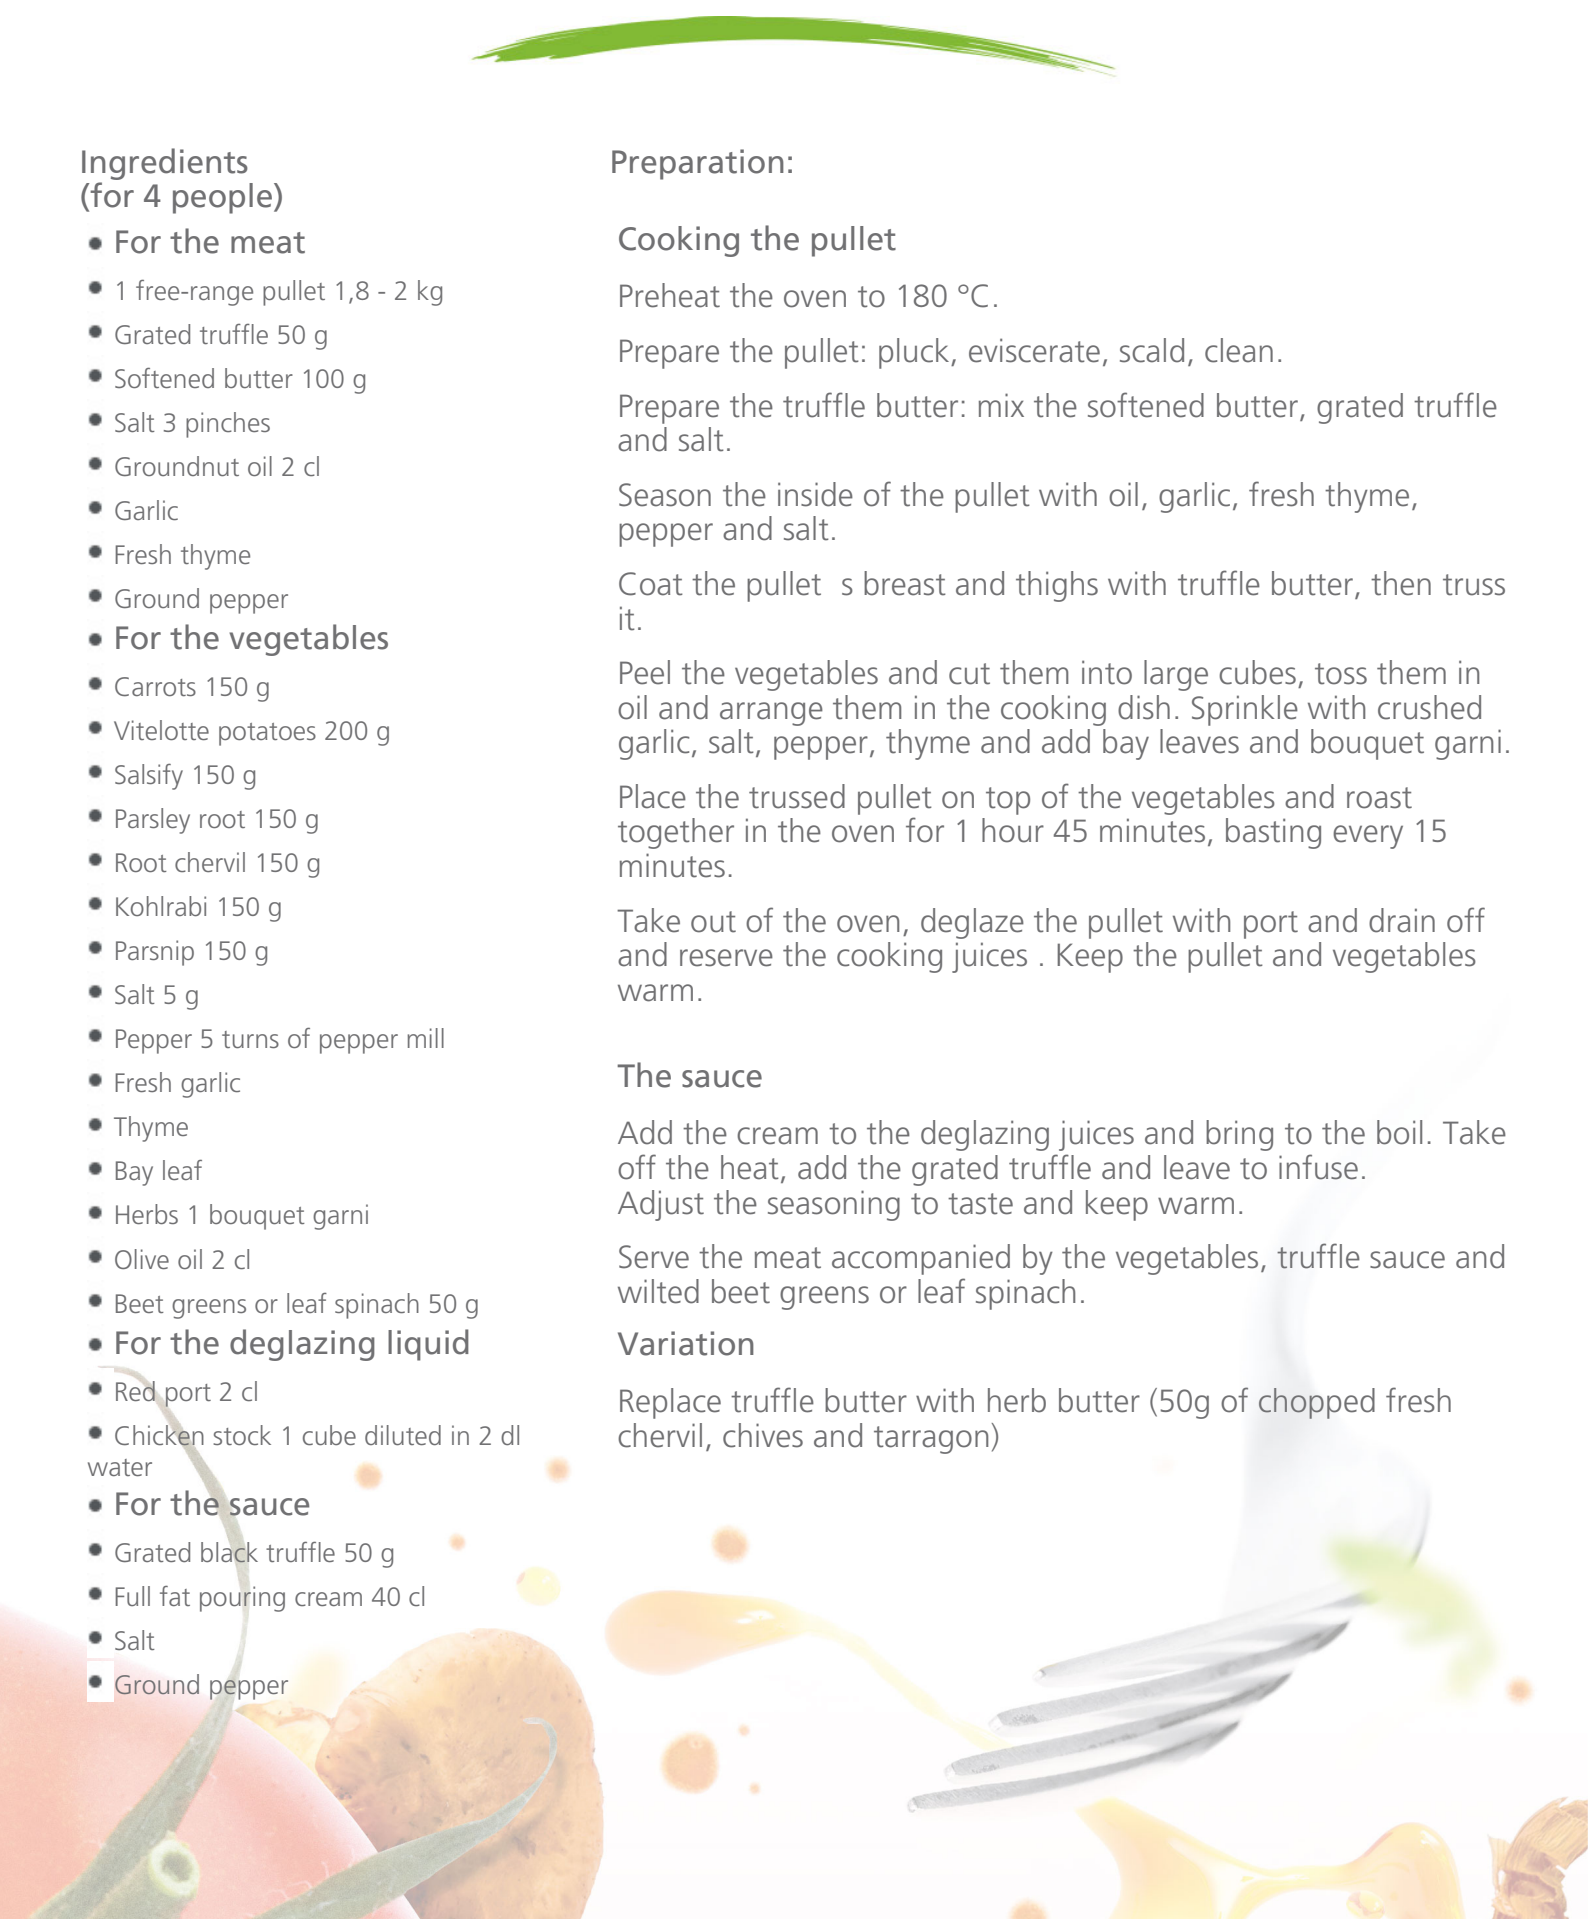 Ingredients
(for 4 people)
• For the meat
• 1 free-range pullet 1,8 - 2 kg
• Grated truffle 50 g
• Softened butter 100 g
• Salt 3 pinches
• Groundnut oil 2 cl
• Garlic
• Fresh thyme
• Ground pepper
• For the vegetables
• Carrots 150 g
• Vitelotte potatoes 200 g
• Salsify 150 g
• Parsley root 150 g
• Root chervil 150 g
• Kohlrabi 150 g
• Parsnip 150 g
• Salt 5 g
• Pepper 5 turns of pepper mill
• Fresh garlic
• Thyme
• Bay leaf
• Herbs 1 bouquet garni
• Olive oil 2 cl
• Beet greens or leaf spinach 50 g
• For the deglazing liquid
• Red port 2 cl
• Chicken stock 1 cube diluted in 2 dl
water
• For the sauce
• Grated black truffle 50 g
• Full fat pouring cream 40 cl
• Salt
• Ground pepper
Preparation:
Cooking the pullet
Preheat the oven to 180 °C.
Prepare the pullet: pluck, eviscerate, scald, clean.
Prepare the truffle butter: mix the softened butter, grated truffle
and salt.
Season the inside of the pullet with oil, garlic, fresh thyme,
pepper and salt.
Coat the pullet s breast and thighs with truffle butter, then truss
it.
Peel the vegetables and cut them into large cubes, toss them in
oil and arrange them in the cooking dish. Sprinkle with crushed
garlic, salt, pepper, thyme and add bay leaves and bouquet garni.
Place the trussed pullet on top of the vegetables and roast
together in the oven for 1 hour 45 minutes, basting every 15
minutes.
Take out of the oven, deglaze the pullet with port and drain off
and reserve the cooking juices . Keep the pullet and vegetables
warm.
The sauce
Add the cream to the deglazing juices and bring to the boil. Take
off the heat, add the grated truffle and leave to infuse.
Adjust the seasoning to taste and keep warm.
Serve the meat accompanied by the vegetables, truffle sauce and
wilted beet greens or leaf spinach.
Variation
Replace truffle butter with herb butter (50g of chopped fresh
chervil, chives and tarragon)